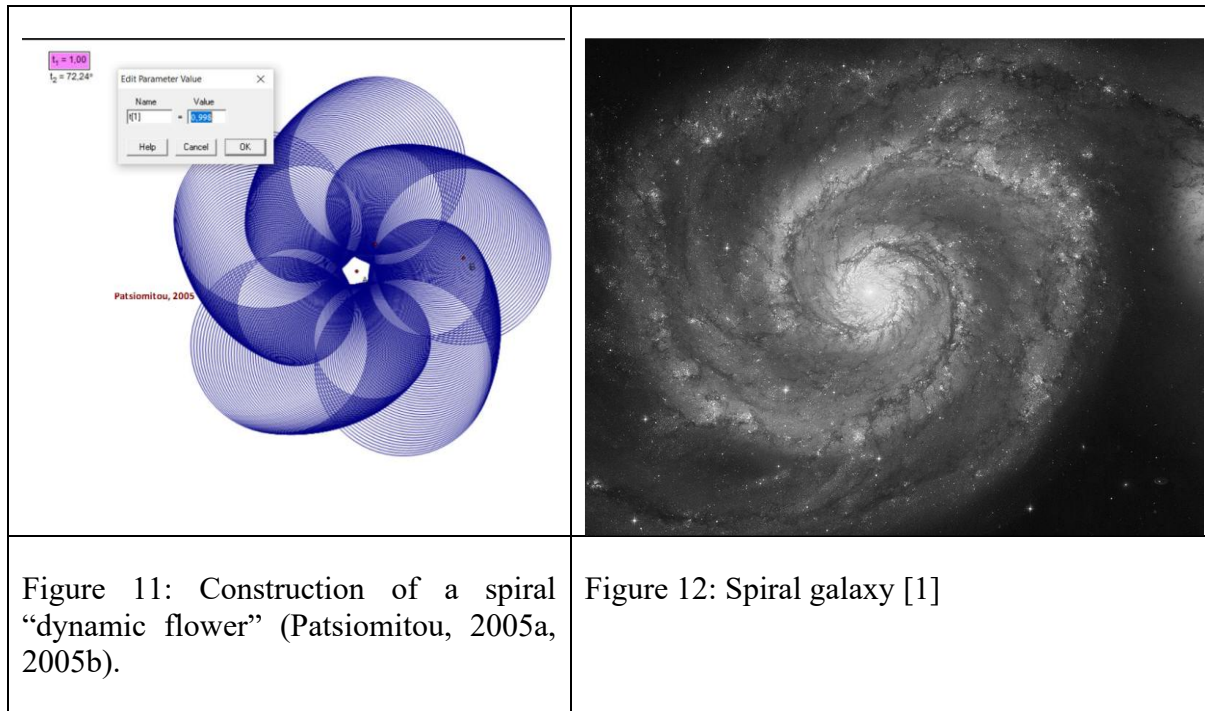 t₁ = 1,00
t₂ = 72,24°
Edit Parameter Value
Name Value
t[1] = 0,998
Help Cancel OK
Patsiomitou, 2005
Figure 11: Construction of a spiral
“dynamic flower” (Patsiomitou, 2005a,
2005b).
Figure 12: Spiral galaxy [1]